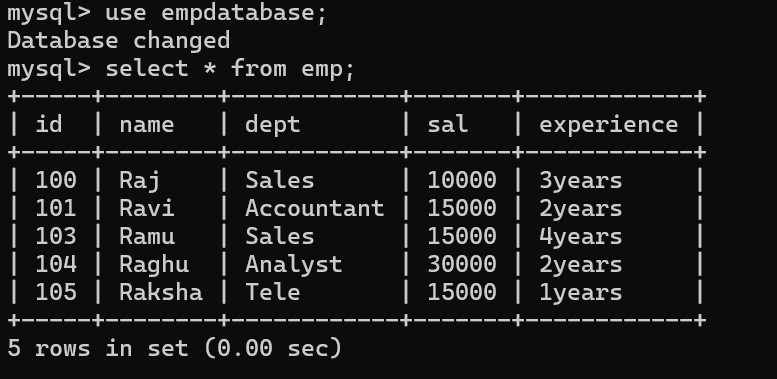 mysql> use empdatabase;
Database changed
mysql> select * from emp;
+-----+--------+------------+-------+------------+
| id  | name   | dept       | sal   | experience |
+-----+--------+------------+-------+------------+
| 100 | Raj    | Sales      | 10000 | 3years     |
| 101 | Ravi   | Accountant | 15000 | 2years     |
| 103 | Ramu   | Sales      | 15000 | 4years     |
| 104 | Raghu  | Analyst    | 30000 | 2years     |
| 105 | Raksha | Tele       | 15000 | 1years     |
+-----+--------+------------+-------+------------+
5 rows in set (0.00 sec)